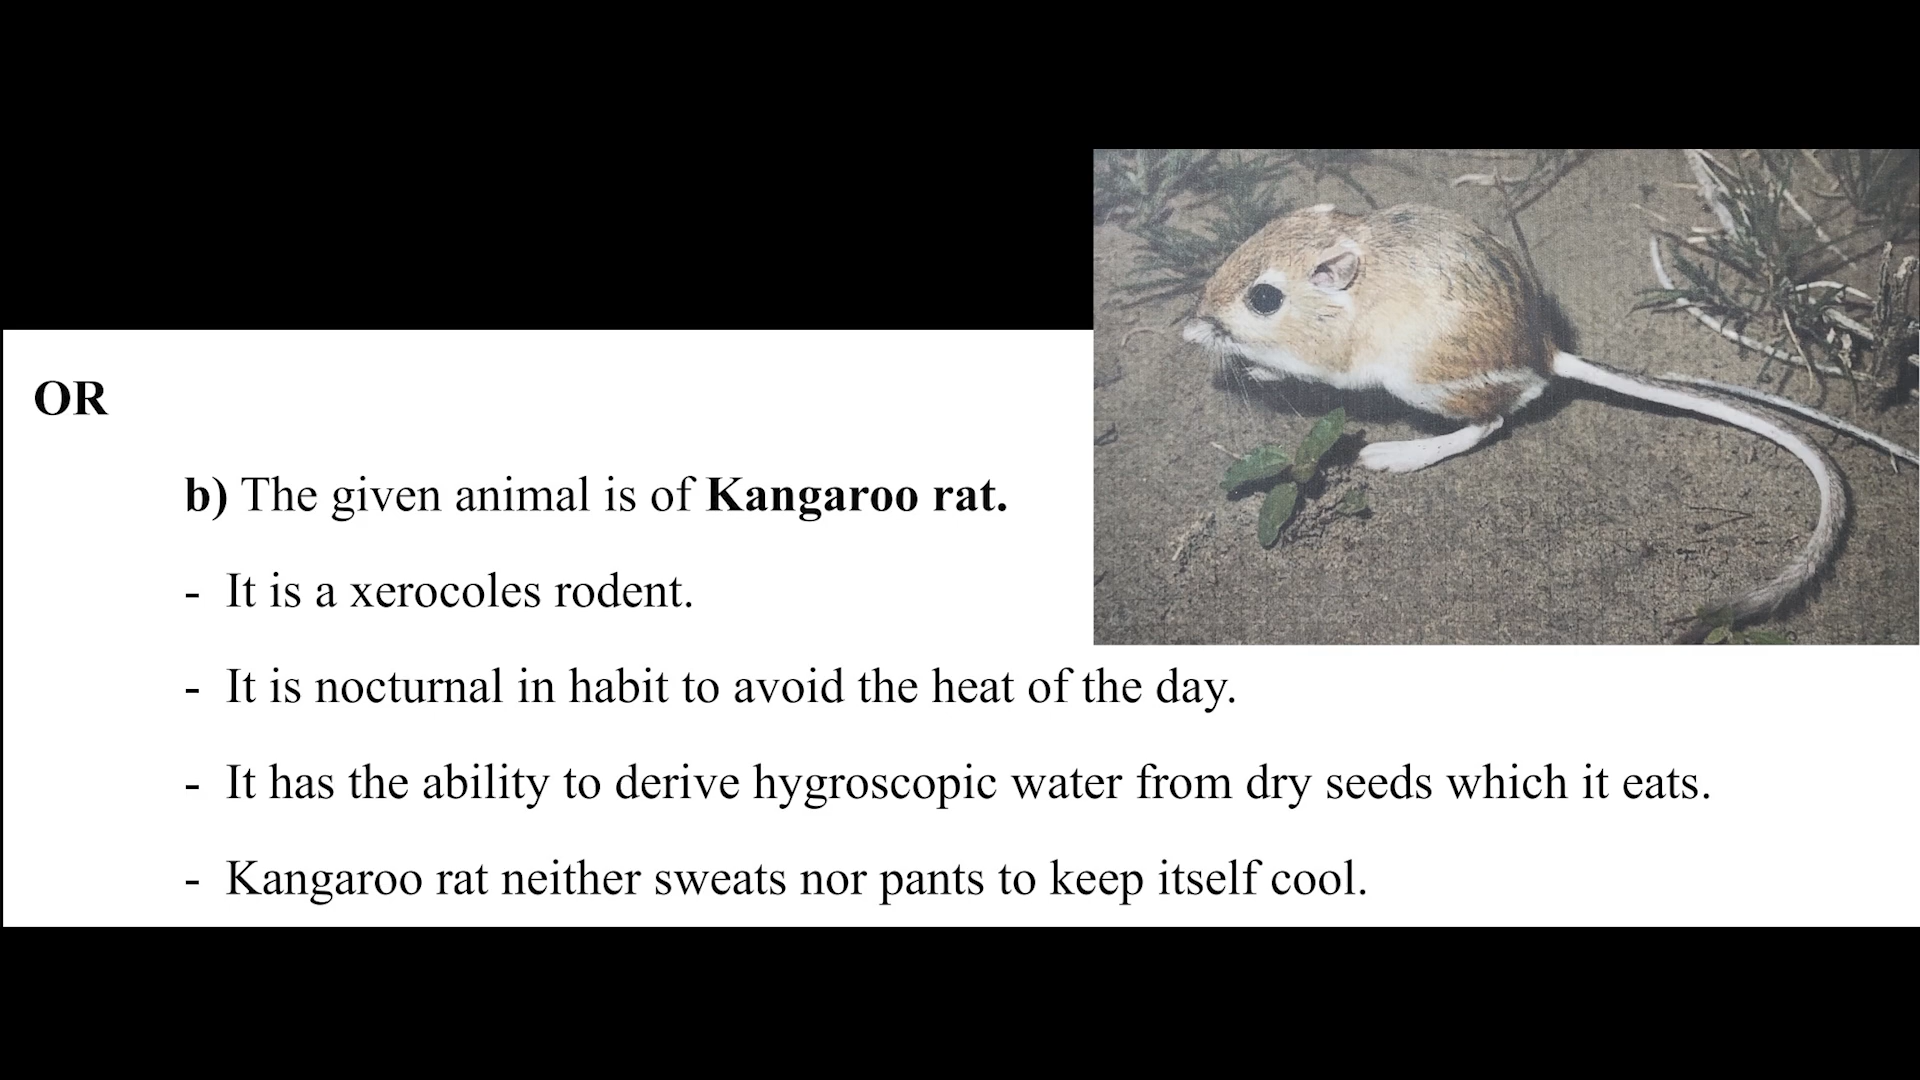 OR
b) The given animal is of Kangaroo rat.
- It is a xerocoles rodent.
- It is nocturnal in habit to avoid the heat of the day.
- It has the ability to derive hygroscopic water from dry seeds which it eats.
- Kangaroo rat neither sweats nor pants to keep itself cool.